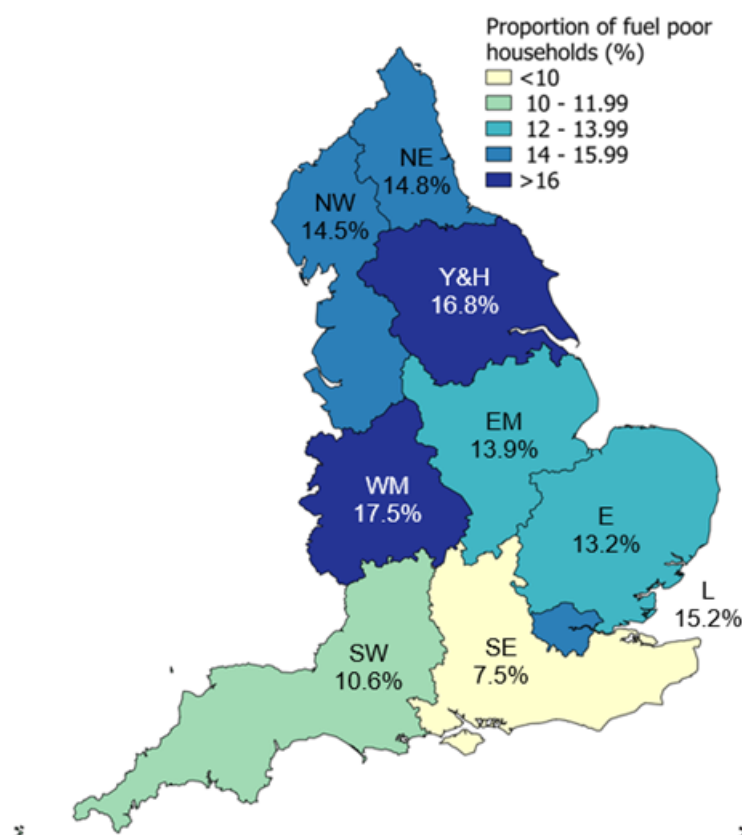 Proportion of fuel poor
households (%)
<10
10 - 11.99
12 - 13.99
14 - 15.99
>16
NE
14.8%
NW
14.5%
Y&H
16.8%
EM
13.9%
WM
17.5%
E
13.2%
L
15.2%
SW
10.6%
SE
7.5%